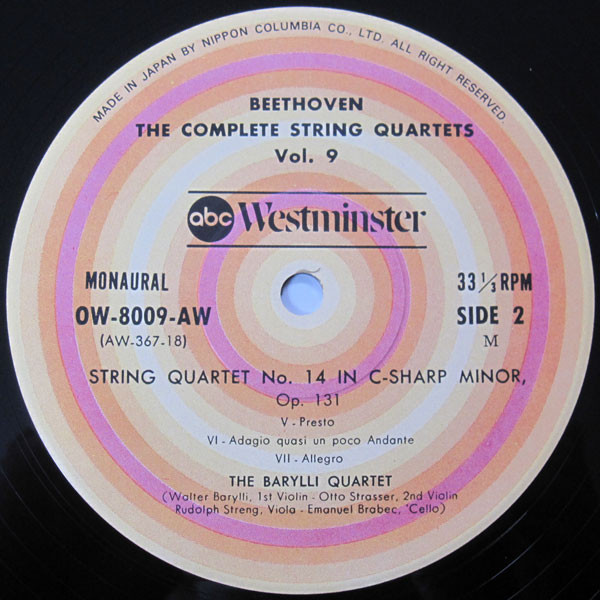 MADE IN JAPAN BY NIPPON COLUMBIA CO., LTD. ALL RIGHT RESERVED.
BEETHOVEN
THE COMPLETE STRING QUARTETS
Vol. 9
abc Westminster
MONAURAL
33 1/3 RPM
OW-8009-AW
SIDE 2
(AW-367-18)
M
STRING QUARTET No. 14 IN C-SHARP MINOR,
Op. 131
V - Presto
VI - Adagio quasi un poco Andante
VII - Allegro
THE BARYLLI QUARTET
(Walter Barylli, 1st Violin - Otto Strasser, 2nd Violin
Rudolph Streng, Viola - Emanuel Brabec, 'Cello)